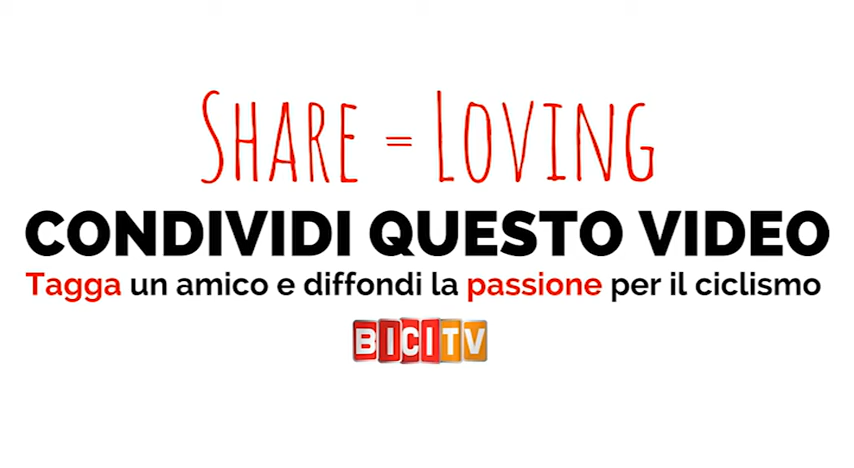 SHARE = LOVING
CONDIVIDI QUESTO VIDEO
Tagga un amico e diffondi la passione per il ciclismo
BICITV